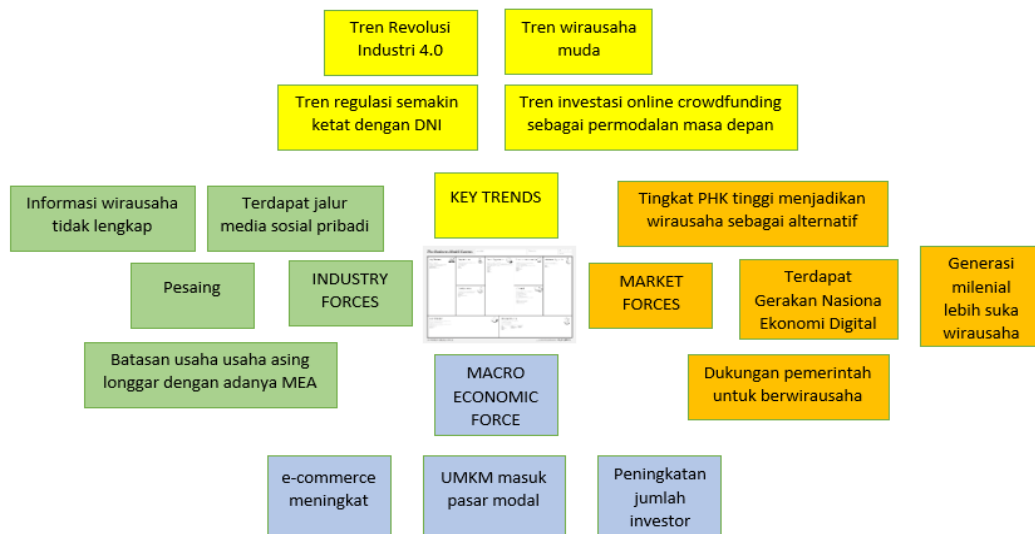 Tren Revolusi
Industri 4.0
Tren wirausaha
muda
Tren regulasi semakin
ketat dengan DNI
Tren investasi online crowdfunding
sebagai permodalan masa depan
Informasi wirausaha
tidak lengkap
Terdapat jalur
media sosial pribadi
KEY TRENDS
Tingkat PHK tinggi menjadikan
wirausaha sebagai alternatif
Pesaing
INDUSTRY
FORCES
MARKET
FORCES
Terdapat
Gerakan Nasiona
Ekonomi Digital
Generasi
milenial
lebih suka
wirausaha
Batasan usaha usaha asing
longgar dengan adanya MEA
MACRO
ECONOMIC
FORCE
Dukungan pemerintah
untuk berwirausaha
e-commerce
meningkat
UMKM masuk
pasar modal
Peningkatan
jumlah
investor